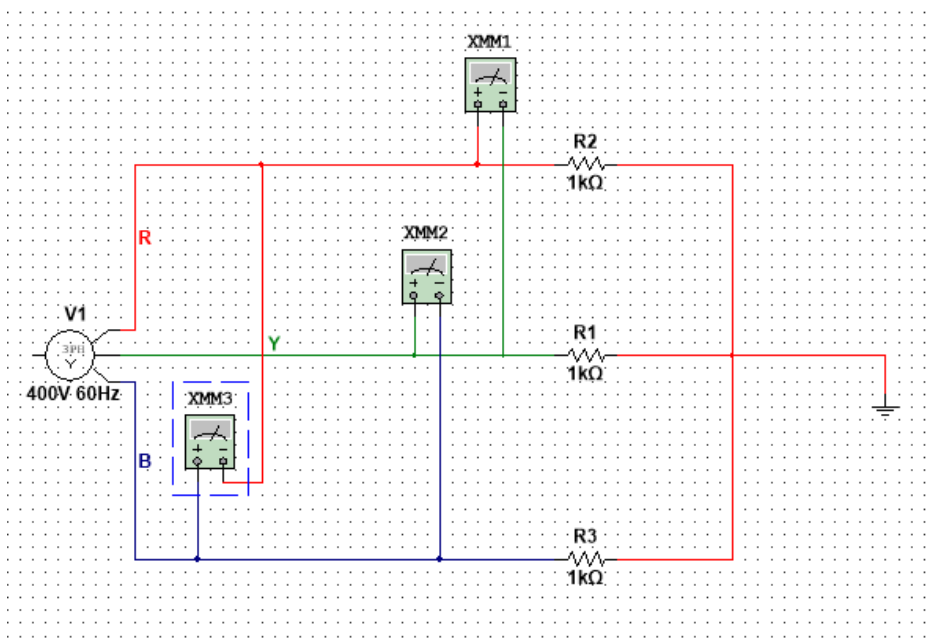 XMM1
+ −
R2
1kΩ
R
XMM2
+ −
V1
3PH
Y
400V 60Hz
Y
R1
1kΩ
XMM3
+ −
B
R3
1kΩ